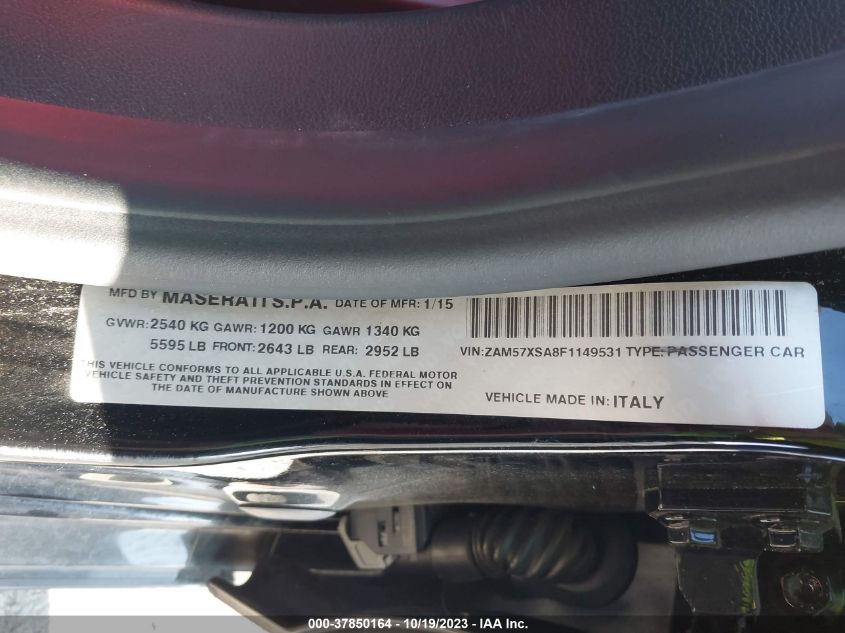 MFD BY MASERATI S.P.A. DATE OF MFR: 1/15
GVWR: 2540 KG GAWR: 1200 KG GAWR 1340 KG
5595 LB FRONT: 2643 LB REAR: 2952 LB
THIS VEHICLE CONFORMS TO ALL APPLICABLE U.S.A. FEDERAL MOTOR
VEHICLE SAFETY AND THEFT PREVENTION STANDARDS IN EFFECT ON
THE DATE OF MANUFACTURE SHOWN ABOVE
VIN: ZAM57XSA8F1149531 TYPE: PASSENGER CAR
VEHICLE MADE IN: ITALY
000-37850164 - 10/19/2023 - IAA Inc.